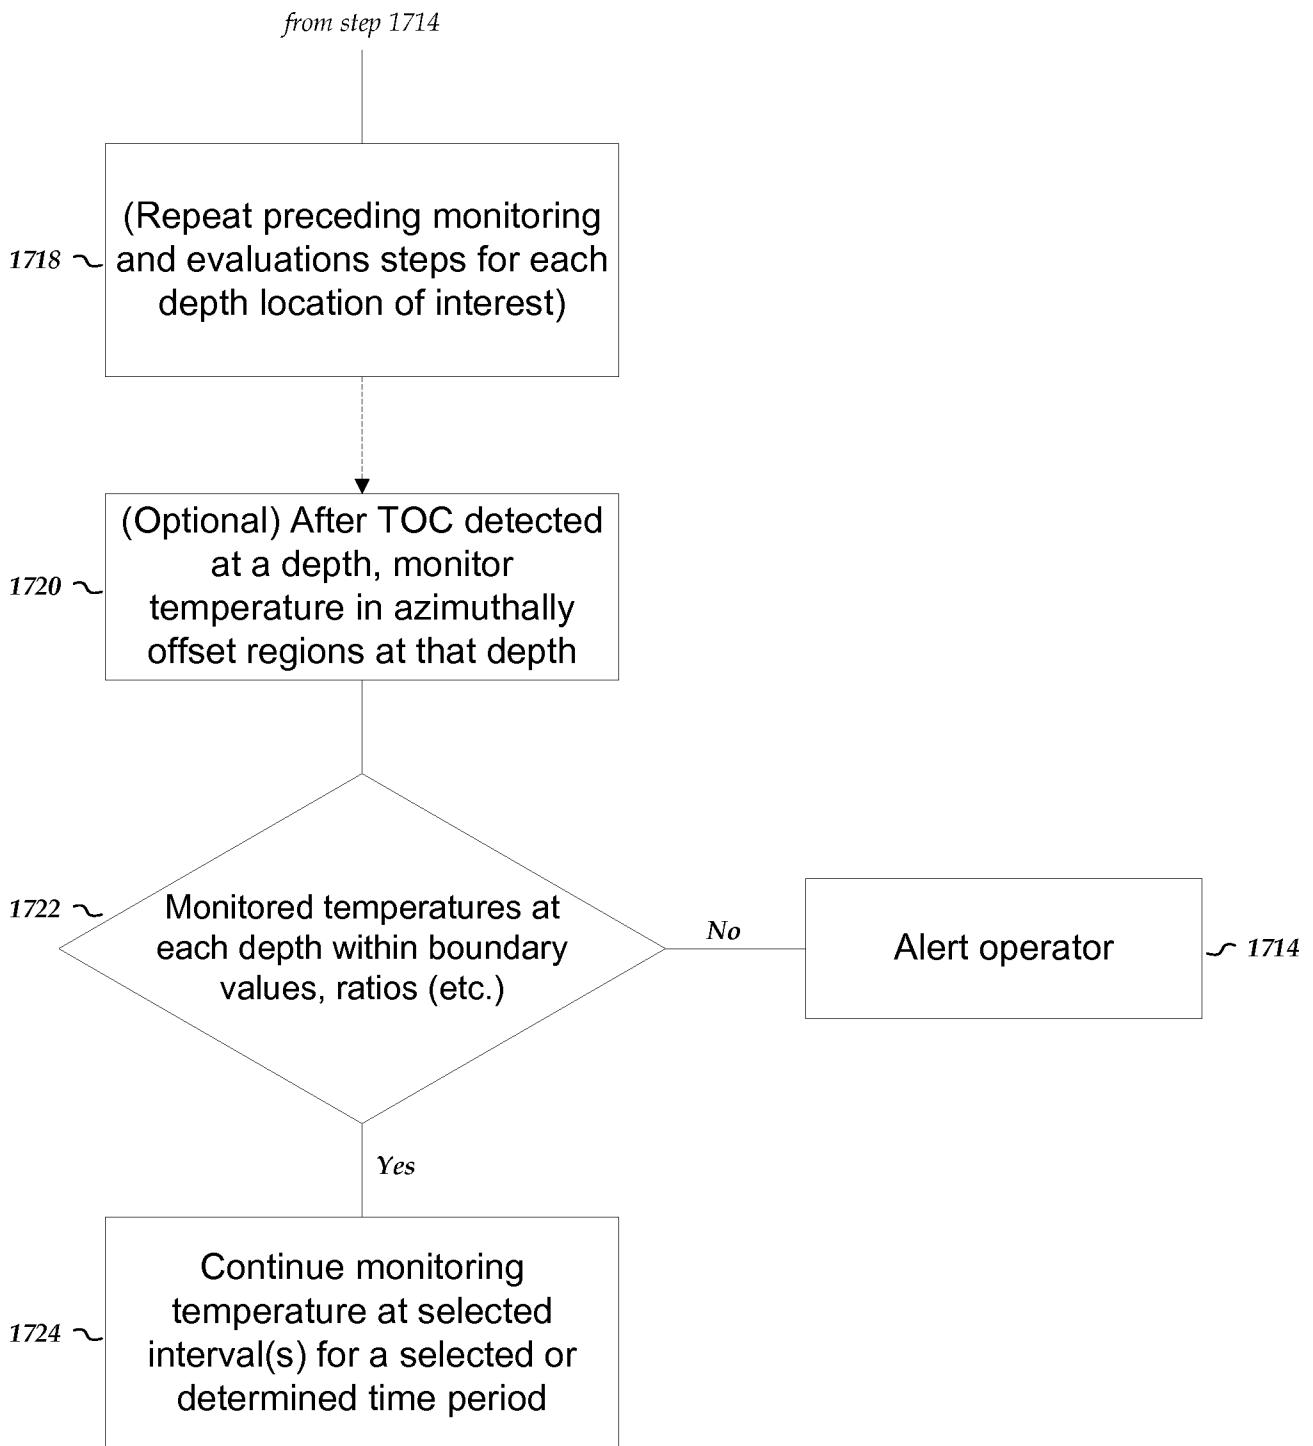 from step 1714
(Repeat preceding monitoring
and evaluations steps for each
depth location of interest)
1718
(Optional) After TOC detected
at a depth, monitor
temperature in azimuthally
offset regions at that depth
1720
1722
Monitored temperatures at
each depth within boundary
values, ratios (etc.)
No
Alert operator
1714
Yes
Continue monitoring
temperature at selected
interval(s) for a selected or
determined time period
1724